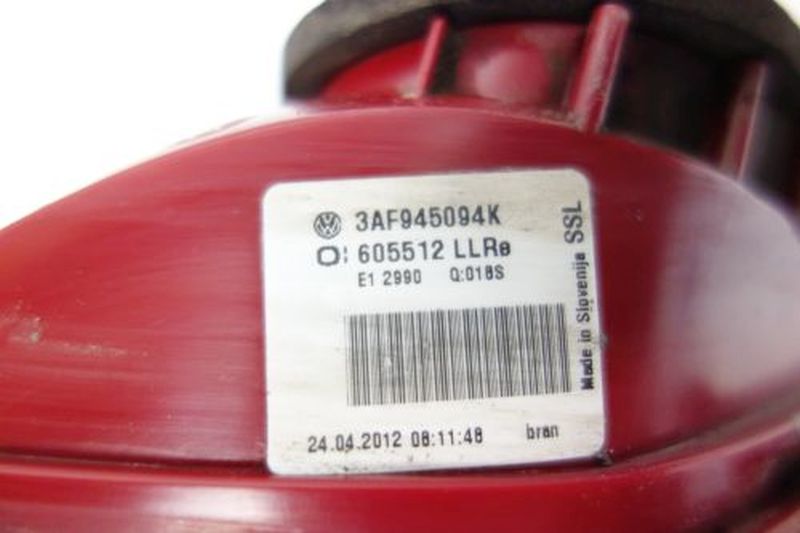 3AF945094K
O: 605512 LLRe
E1 2990 Q:018S
24.04.2012 08:11:48 bran
Made in Slovenija SSL